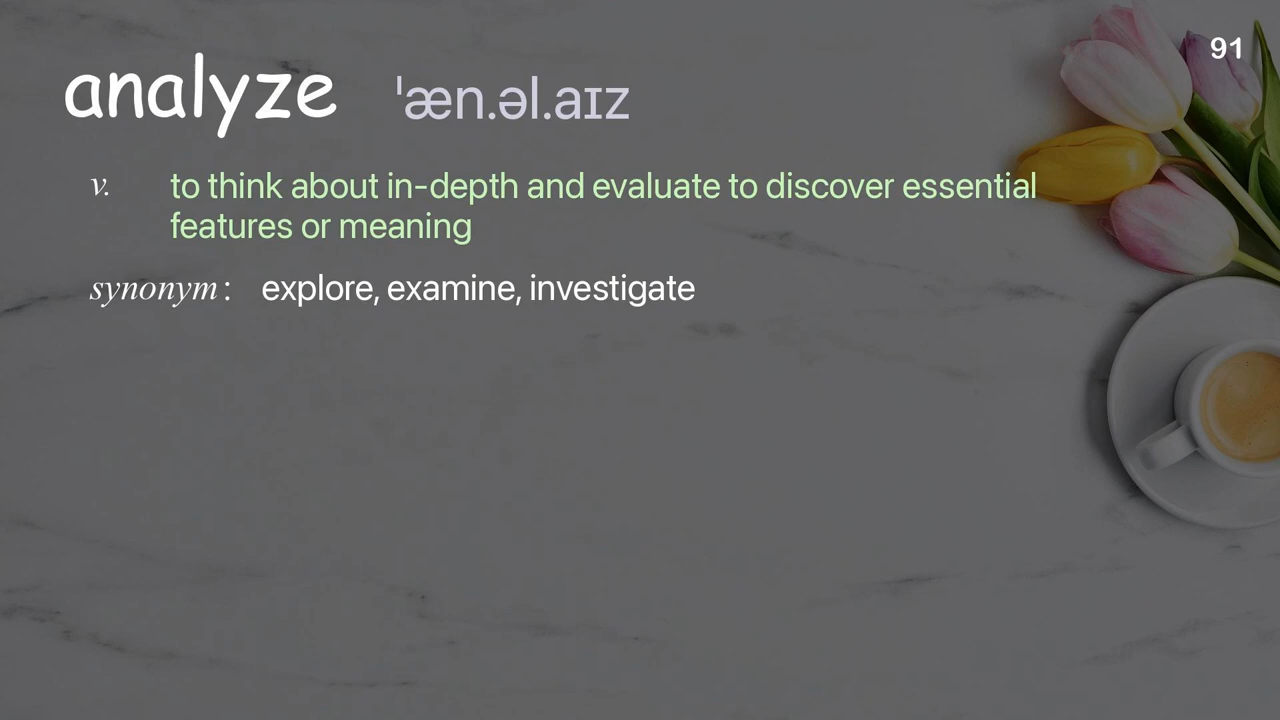 91
analyze ˈæn.əl.aɪz
v. to think about in-depth and evaluate to discover essential
features or meaning
synonym : explore, examine, investigate